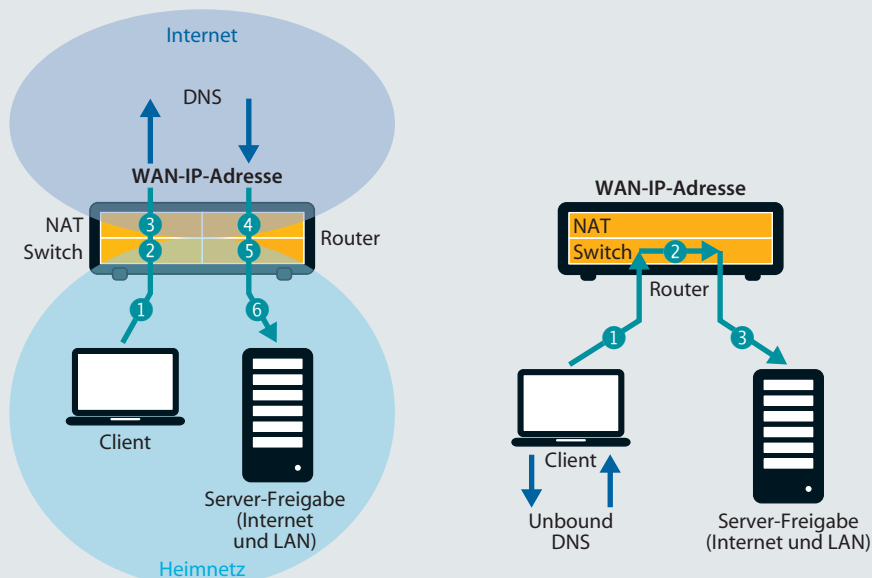 Internet
DNS
WAN-IP-Adresse
NAT
3
4
Switch
2
5
Router
1
6
Client
Server-Freigabe
(Internet
und LAN)
Heimnetz
WAN-IP-Adresse
NAT
Switch
2
Router
1
3
Client
Unbound
DNS
Server-Freigabe
(Internet und LAN)